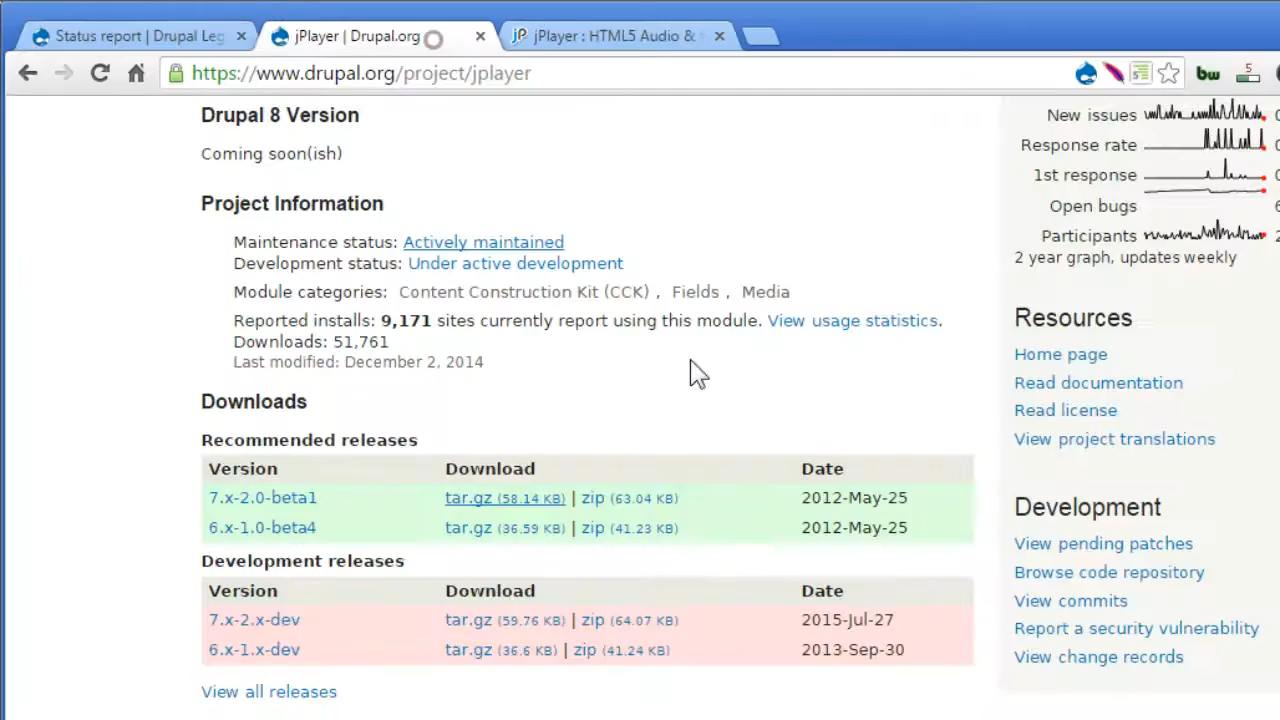 Status report | Drupal Leg
jPlayer | Drupal.org
jP jPlayer : HTML5 Audio &
https://www.drupal.org/project/jplayer
5
bw
5
Drupal 8 Version
Coming soon(ish)
Project Information
Maintenance status: Actively maintained
Development status: Under active development
Module categories: Content Construction Kit (CCK) , Fields , Media
Reported installs: 9,171 sites currently report using this module. View usage statistics.
Downloads: 51,761
Last modified: December 2, 2014
Downloads
Recommended releases
Version Download Date
7.x-2.0-beta1 tar.gz (58.14 KB) | zip (63.04 KB) 2012-May-25
6.x-1.0-beta4 tar.gz (36.59 KB) | zip (41.23 KB) 2012-May-25
Development releases
Version Download Date
7.x-2.x-dev tar.gz (59.76 KB) | zip (64.07 KB) 2015-Jul-27
6.x-1.x-dev tar.gz (36.6 KB) | zip (41.24 KB) 2013-Sep-30
View all releases
New issues
Response rate
1st response
Open bugs
Participants
2 year graph, updates weekly
Resources
Home page
Read documentation
Read license
View project translations
Development
View pending patches
Browse code repository
View commits
Report a security vulnerability
View change records